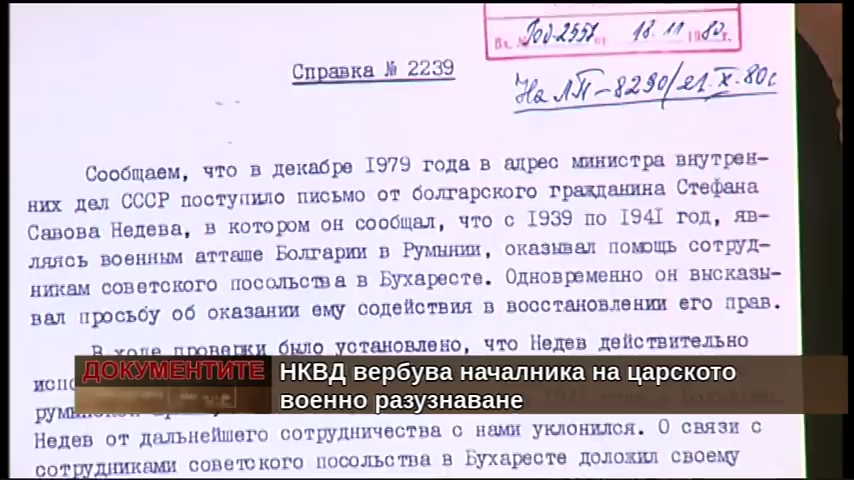 Вх. № от 18.11 1980 г.
Справка № 2239
На ЛП-8290/21.X.80г
Сообщаем, что в декабре 1979 года в адрес министра внутрен-
них дел СССР поступило письмо от болгарского гражданина Стефана
Савова Недева, в котором он сообщал, что с 1939 по 1941 год, яв-
ляясь военным атташе Болгарии в Румынии, оказывал помощь сотруд-
никам советского посольства в Бухаресте. Одновременно он высказы-
вал просьбу об оказании ему содействия в восстановлении его прав.
В ходе проверки было установлено, что Недев действительно
ДОКУМЕНТИТЕ
НКВД вербува началника на царското
военно разузнаване
Недев от дальнейшего сотрудничества с нами уклонился. О связи с
сотрудниками советского посольства в Бухаресте доложил своему